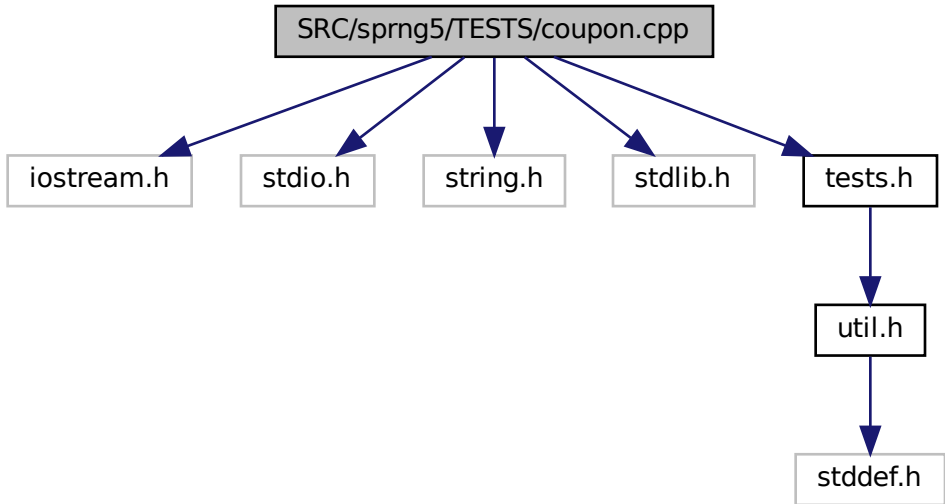 SRC/sprng5/TESTS/coupon.cpp
iostream.h
stdio.h
string.h
stdlib.h
tests.h
util.h
stddef.h